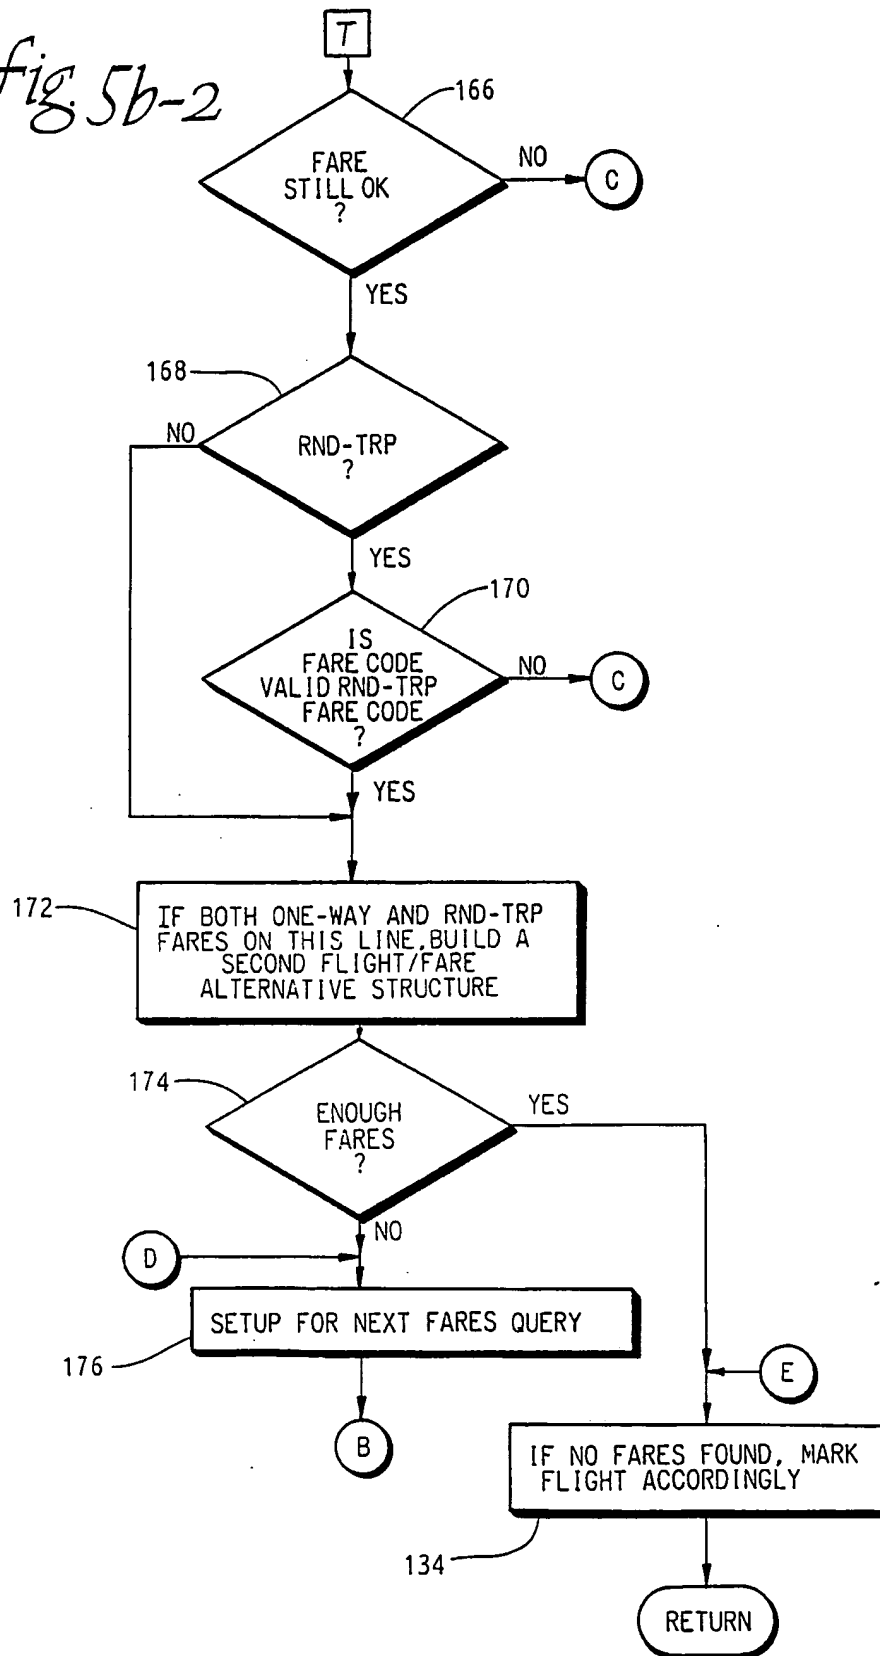 fig. 5b-2
T
166
FARE
STILL OK
?
NO
C
YES
168
NO
RND-TRP
?
YES
170
IS
FARE CODE
VALID RND-TRP
FARE CODE
?
NO
C
YES
172
IF BOTH ONE-WAY AND RND-TRP
FARES ON THIS LINE, BUILD A
SECOND FLIGHT/FARE
ALTERNATIVE STRUCTURE
174
ENOUGH
FARES
?
YES
NO
D
SETUP FOR NEXT FARES QUERY
176
E
B
IF NO FARES FOUND, MARK
FLIGHT ACCORDINGLY
134
RETURN